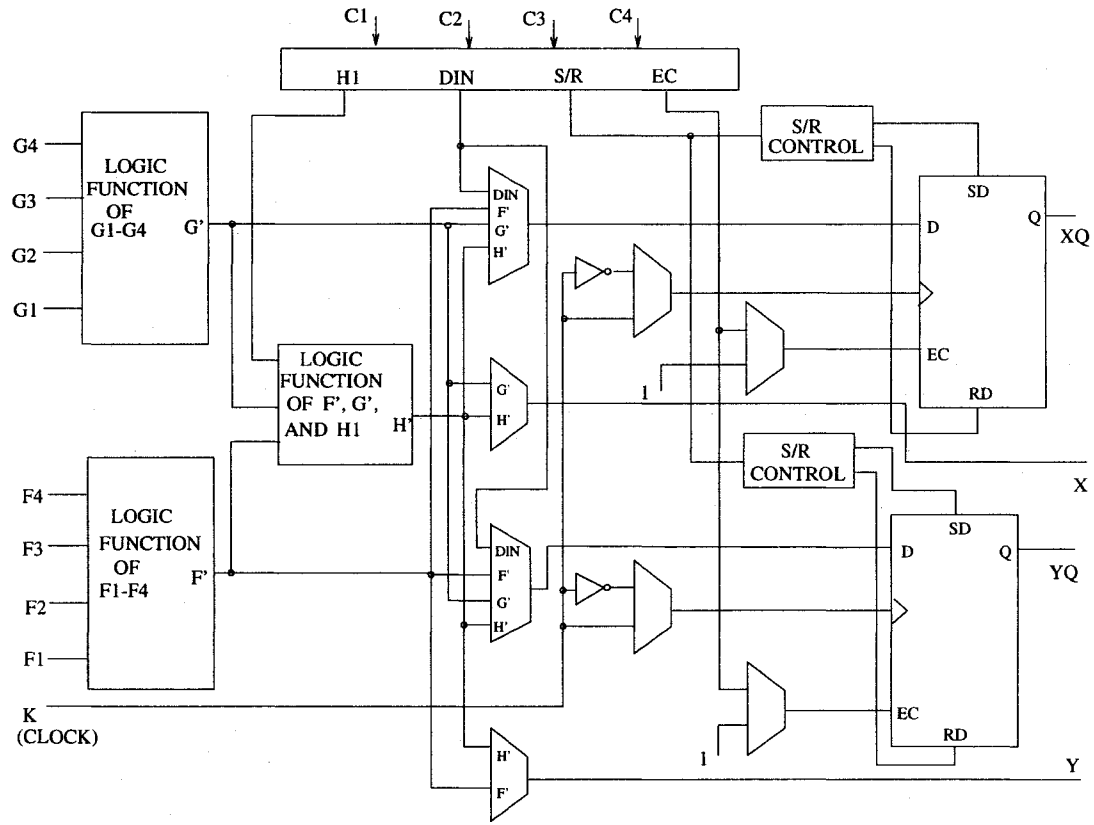 C1 C2 C3 C4
H1 DIN S/R EC
G4
G3
G2
G1
LOGIC
FUNCTION
OF
G1-G4
G'
DIN
F'
G'
H'
S/R
CONTROL
SD
D
Q
EC
RD
XQ
1
LOGIC
FUNCTION
OF F', G',
AND H1
H'
G'
H'
X
S/R
CONTROL
F4
F3
F2
F1
LOGIC
FUNCTION
OF
F1-F4
F'
DIN
F'
G'
H'
SD
D
Q
EC
RD
YQ
1
K
(CLOCK)
H'
F'
Y